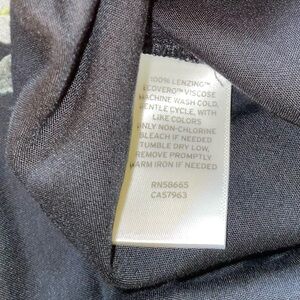 100% LENZING™
ECOVERO™ VISCOSE
MACHINE WASH COLD,
GENTLE CYCLE, WITH
LIKE COLORS
ONLY NON-CHLORINE
BLEACH IF NEEDED
TUMBLE DRY LOW,
REMOVE PROMPTLY
WARM IRON IF NEEDED
RN58665
CA57963